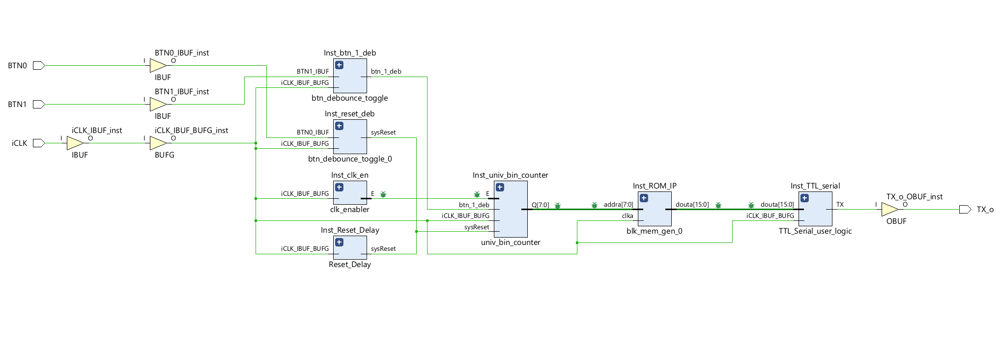 BTN0
I
BTN0_IBUF_inst
O
IBUF
BTN1
I
BTN1_IBUF_inst
O
IBUF
iCLK
I
iCLK_IBUF_inst
O
IBUF
I
iCLK_IBUF_BUFG_inst
O
BUFG
Inst_btn_1_deb
BTN1_IBUF
iCLK_IBUF_BUFG
btn_1_deb
btn_debounce_toggle
Inst_reset_deb
BTN0_IBUF
iCLK_IBUF_BUFG
sysReset
btn_debounce_toggle_0
Inst_clk_en
iCLK_IBUF_BUFG
E
clk_enabler
Inst_Reset_Delay
iCLK_IBUF_BUFG
sysReset
Reset_Delay
Inst_univ_bin_counter
E
btn_1_deb
iCLK_IBUF_BUFG
sysReset
Q[7:0]
univ_bin_counter
Inst_ROM_IP
addra[7:0]
clka
douta[15:0]
blk_mem_gen_0
Inst_TTL_serial
douta[15:0]
iCLK_IBUF_BUFG
TX
TTL_Serial_user_logic
I
TX_o_OBUF_inst
O
OBUF
TX_o